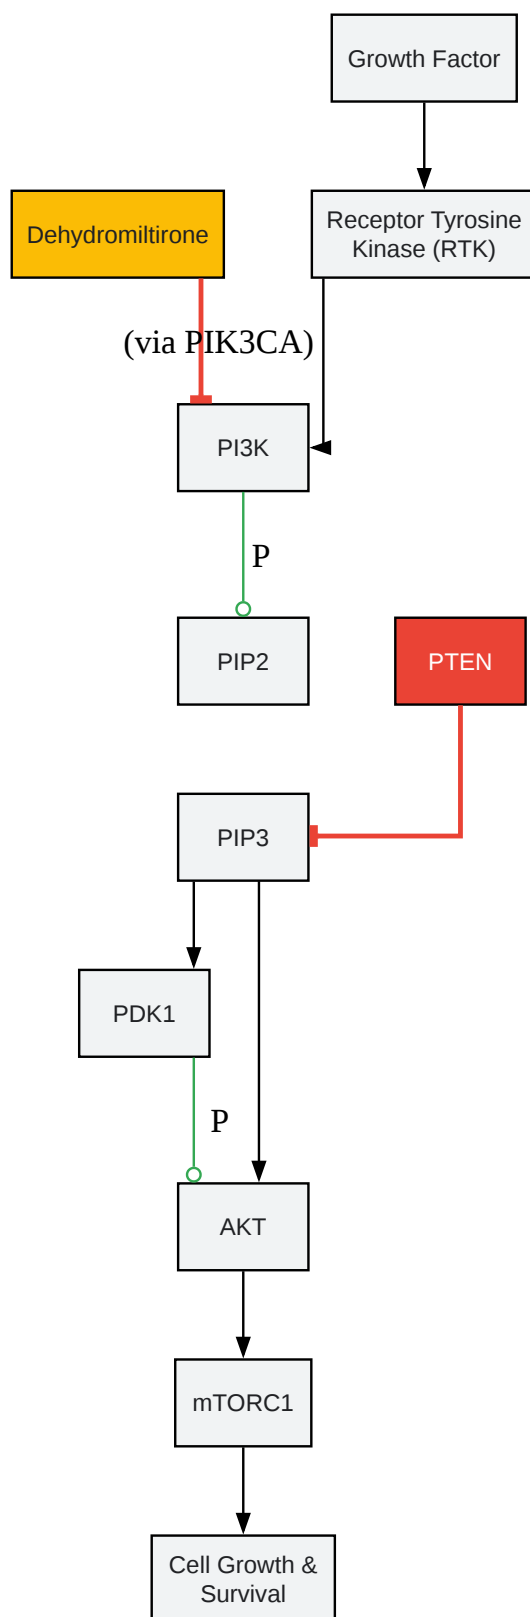 Growth Factor
Dehydromiltirone
Receptor Tyrosine
Kinase (RTK)
(via PIK3CA)
PI3K
P
PIP2
PTEN
PIP3
PDK1
P
AKT
mTORC1
Cell Growth &
Survival